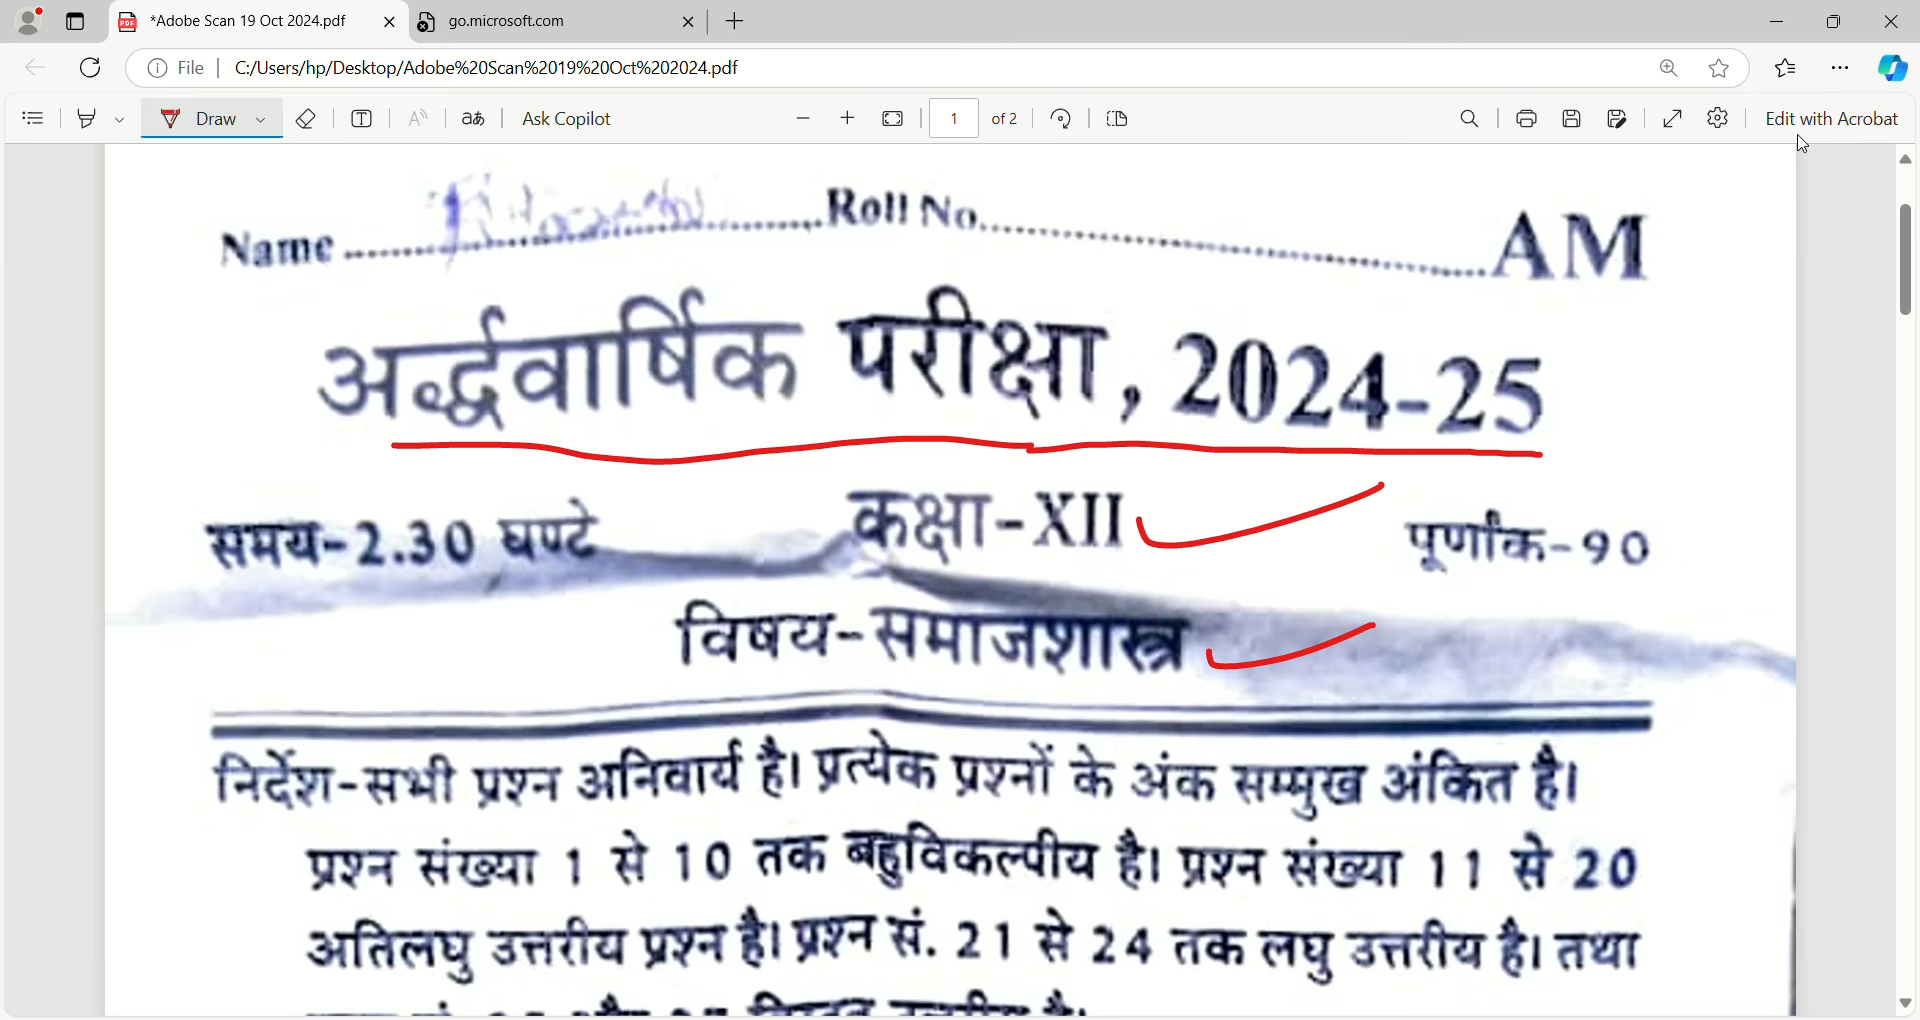 *Adobe Scan 19 Oct 2024.pdf
go.microsoft.com
File
C:/Users/hp/Desktop/Adobe%20Scan%2019%20Oct%202024.pdf
Draw
Ask Copilot
1 of 2
Edit with Acrobat
Name Roll No. AM
अर्द्धवार्षिक परीक्षा, 2024-25
समय-2.30 घण्टे कक्षा-XII पूर्णांक-90
विषय-समाजशास्त्र
निर्देश-सभी प्रश्न अनिवार्य है। प्रत्येक प्रश्नों के अंक सम्मुख अंकित है।
प्रश्न संख्या 1 से 10 तक बहुविकल्पीय है। प्रश्न संख्या 11 से 20
अतिलघु उत्तरीय प्रश्न है। प्रश्न सं. 21 से 24 तक लघु उत्तरीय है। तथा